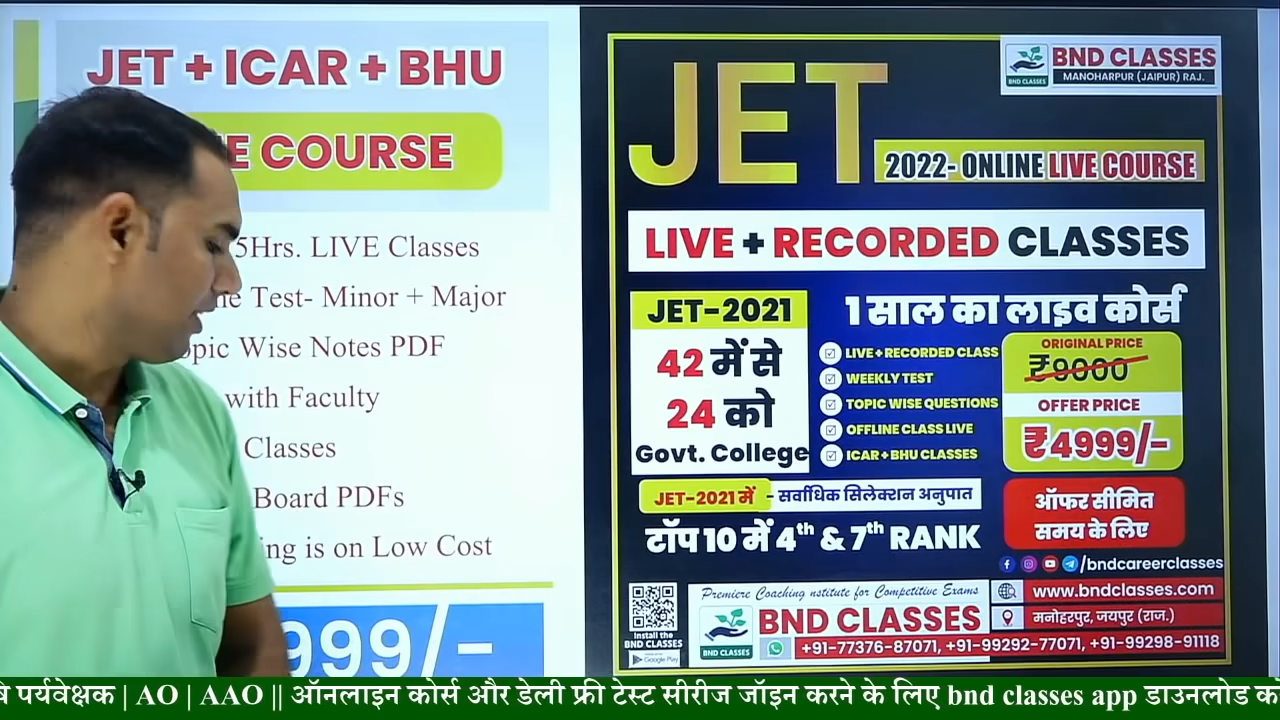 JET + ICAR + BHU
COURSE
5Hrs. LIVE Classes
Test- Minor + Major
Wise Notes PDF
with Faculty
Classes
Board PDFs
is on Low Cost
999/-
BND CLASSES
MANOHARPUR (JAIPUR) RAJ.
BND CLASSES
JET
2022- ONLINE LIVE COURSE
LIVE + RECORDED CLASSES
JET-2021
42 में से
24 को
Govt. College
1 साल का लाइव कोर्स
LIVE+RECORDED CLASS
WEEKLY TEST
TOPIC WISE QUESTIONS
OFFLINE CLASS LIVE
ICAR+BHU CLASSES
ORIGINAL PRICE
₹9000
OFFER PRICE
₹4999/-
JET-2021 में - सर्वाधिक सिलेक्शन अनुपात
टॉप 10 में 4th & 7th RANK
ऑफर सीमित
समय के लिए
/bndcareerclasses
Install the
BND CLASSES
Google Play
Premiere Coaching nstitute for Competitive Exams
BND CLASSES
BND CLASSES
www.bndclasses.com
मनोहरपुर, जयपुर (राज.)
+91-77376-87071, +91-99292-77071, +91-99298-91118
पर्यवेक्षक | AO | AAO || ऑनलाइन कोर्स और डेली फ्री टेस्ट सीरीज जॉइन करने के लिए bnd classes app डाउनलोड